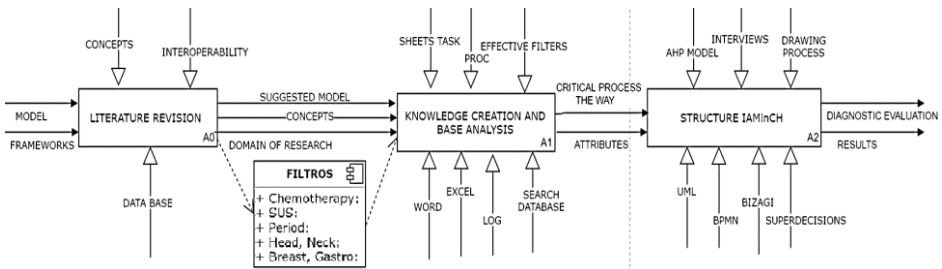 CONCEPTS
INTEROPERABILITY
MODEL
FRAMEWORKS
LITERATURE REVISION
A0
DATA BASE
SUGGESTED MODEL
CONCEPTS
DOMAIN OF RESEARCH
FILTROS
+ Chemotherapy:
+ SUS:
+ Period:
+ Head, Neck:
+ Breast, Gastro:
SHEETS TASK
PROC
EFFECTIVE FILTERS
KNOWLEDGE CREATION AND
BASE ANALYSIS
A1
WORD
EXCEL
LOG
SEARCH
DATABASE
CRITICAL PROCESS
THE WAY
ATTRIBUTES
AHP MODEL
INTERVIEWS
DRAWING
PROCESS
STRUCTURE IAMInCH
A2
UML
BPMN
BIZAGI
SUPERDECISIONS
DIAGNOSTIC EVALUATION
RESULTS